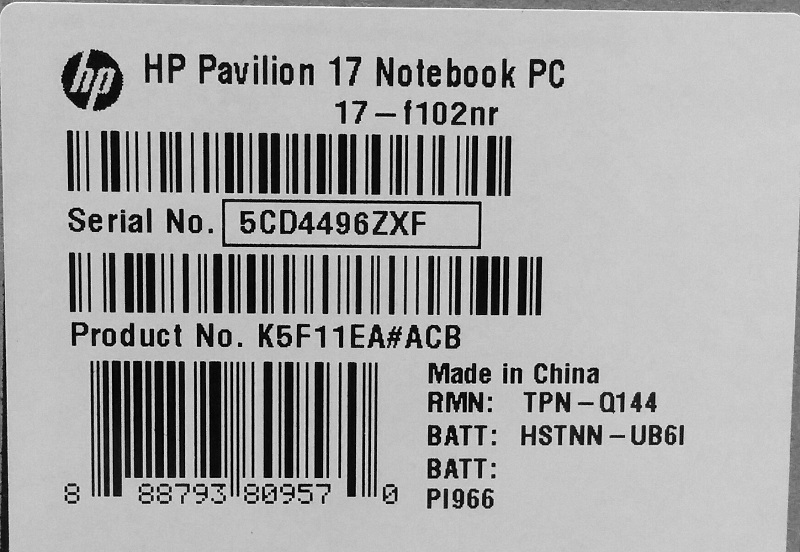 hp HP Pavilion 17 Notebook PC
17-f102nr
Serial No. 5CD4496ZXF
Product No. K5F11EA#ACB
Made in China
RMN: TPN-Q144
BATT: HSTNN-UB6I
BATT:
PI966
8 88793 80957 0